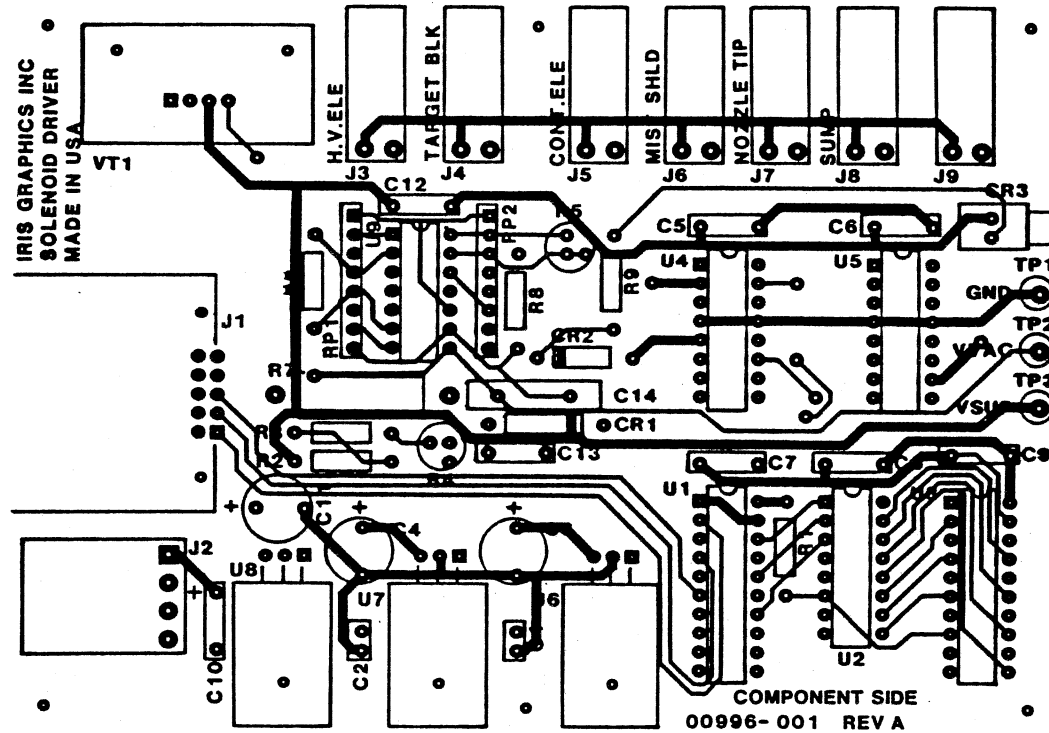 IRIS GRAPHICS INC
SOLENOID DRIVER
MADE IN USA
VT1
H.V.ELE
TARGET BLK
CONT.ELE
MIST SHLD
NOZZLE TIP
SUMP
J3
J4
J5
J6
J7
J8
J9
C12
CR3
U9
RP2
C5
C6
U4
U5
TP1
GND
R9
R8
J1
RP1
CR2
TP2
R7
TP3
VSUP
C14
CR1
C13
C7
C9
R2
U1
C4
J2
U8
U7
U6
U2
C10
C2
+
+
+
COMPONENT SIDE
00996-001 REV A